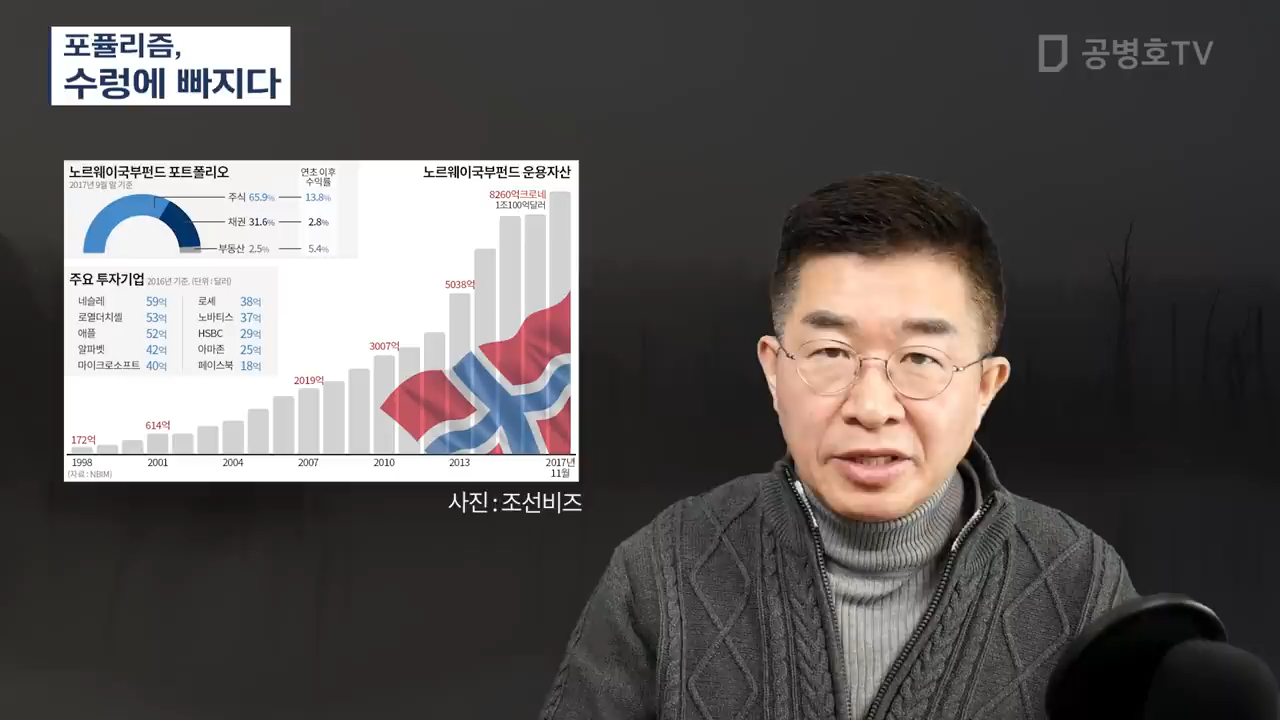 포퓰리즘,
수렁에 빠지다
공병호TV
노르웨이국부펀드 포트폴리오
2017년 9월 말 기준
연초 이후
수익률
주식 65.9% 13.8%
채권 31.6% 2.8%
부동산 2.5% 5.4%
주요 투자기업 2016년 기준. (단위 : 달러)
네슬레 59억 로셰 38억
로열더치셸 53억 노바티스 37억
애플 52억 HSBC 29억
알파벳 42억 아마존 25억
마이크로소프트 40억 페이스북 18억
노르웨이국부펀드 운용자산
8260억크로네
1조100억달러
5038억
3007억
2019억
614억
172억
1998 2001 2004 2007 2010 2013 2017년
11월
(자료 : NBIM)
사진 : 조선비즈